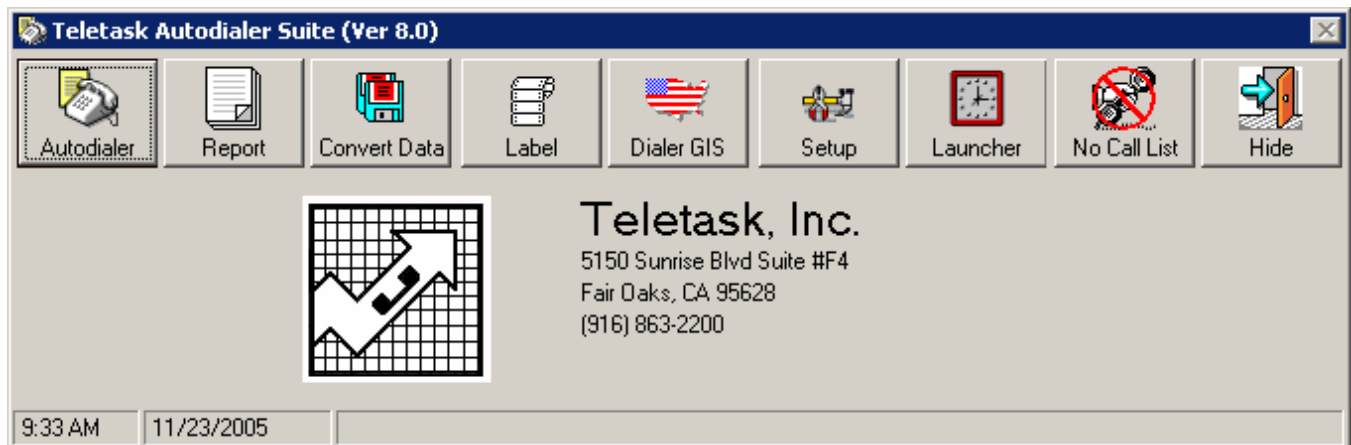 Teletask Autodialer Suite (Ver 8.0)
Autodialer Report Convert Data Label Dialer GIS Setup Launcher No Call List Hide
Teletask, Inc.
5150 Sunrise Blvd Suite #F4
Fair Oaks, CA 95628
(916) 863-2200
9:33 AM 11/23/2005